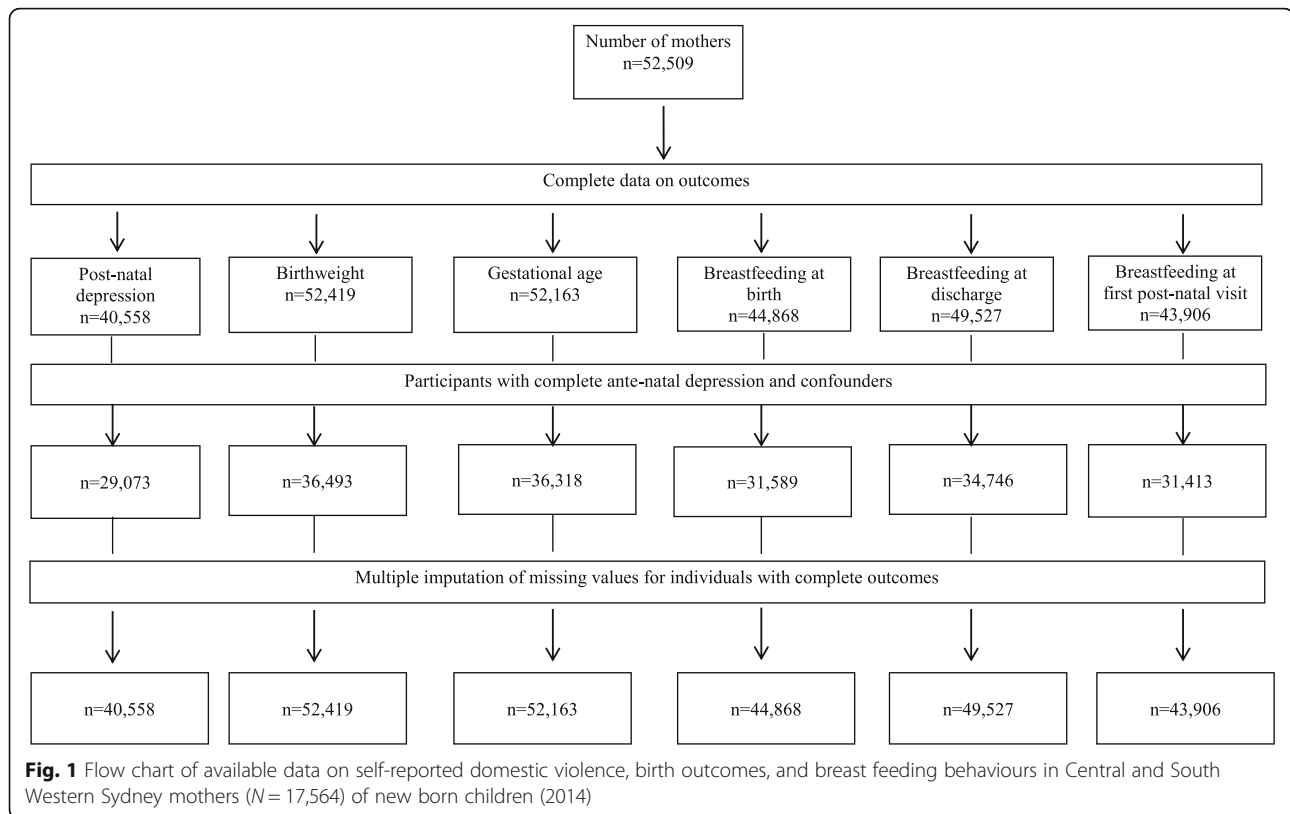 Number of mothers
n=52,509
Complete data on outcomes
Post-natal
depression
n=40,558
Birthweight
n=52,419
Gestational age
n=52,163
Breastfeeding at
birth
n=44,868
Breastfeeding at
discharge
n=49,527
Breastfeeding at
first post-natal visit
n=43,906
Participants with complete ante-natal depression and confounders
n=29,073
n=36,493
n=36,318
n=31,589
n=34,746
n=31,413
Multiple imputation of missing values for individuals with complete outcomes
n=40,558
n=52,419
n=52,163
n=44,868
n=49,527
n=43,906
Fig. 1 Flow chart of available data on self-reported domestic violence, birth outcomes, and breast feeding behaviours in Central and South
Western Sydney mothers (N = 17,564) of new born children (2014)